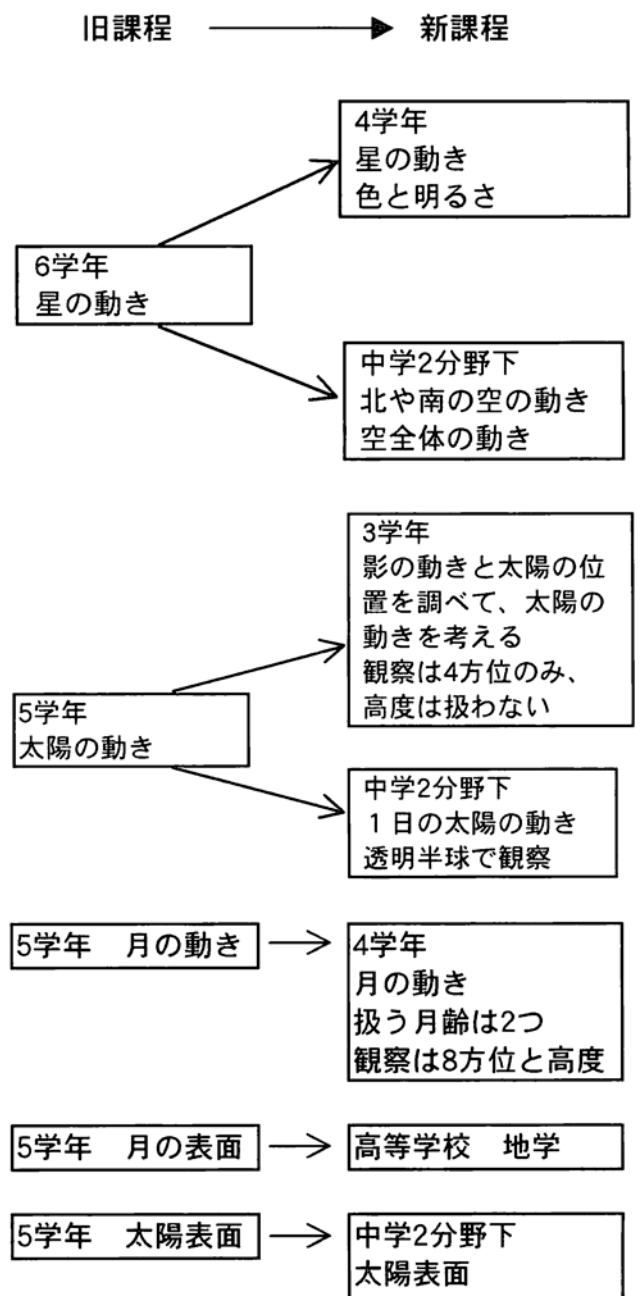 旧課程 新課程
4学年
星の動き
色と明るさ
6学年
星の動き
中学2分野下
北や南の空の動き
空全体の動き
3学年
影の動きと太陽の位
置を調べて、太陽の
動きを考える
観察は4方位のみ、
高度は扱わない
5学年
太陽の動き
中学2分野下
１日の太陽の動き
透明半球で観察
5学年　月の動き
4学年
月の動き
扱う月齢は2つ
観察は8方位と高度
5学年　月の表面
高等学校　地学
5学年　太陽表面
中学2分野下
太陽表面